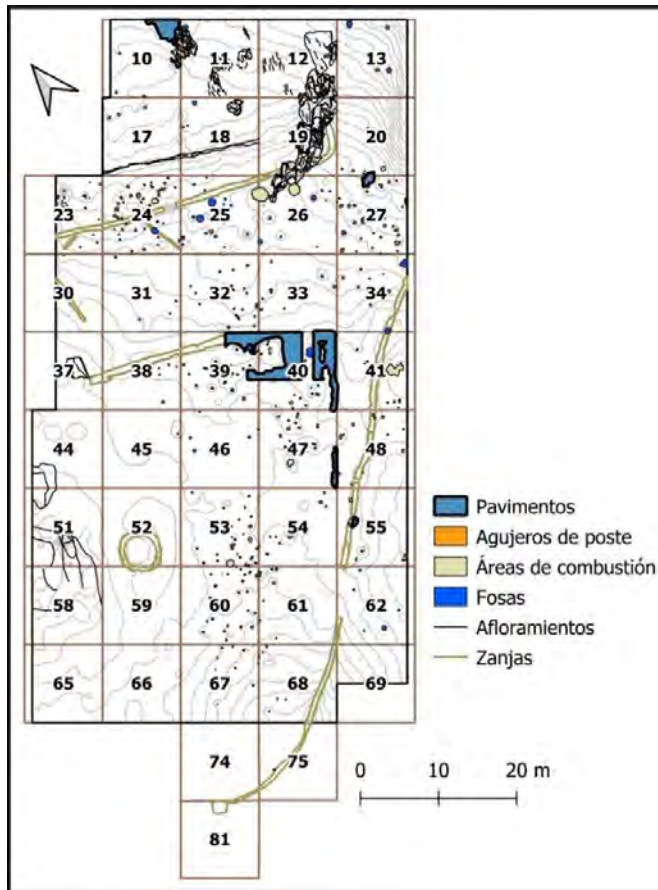 10 11 12 13
17 18 19 20
23 24 25 26 27
30 31 32 33 34
37 38 39 40 41
44 45 46 47 48
51 52 53 54 55
58 59 60 61 62
65 66 67 68 69
74 75
81
Pavimentos
Agujeros de poste
Áreas de combustión
Fosas
Afloramientos
Zanjas
0 10 20 m